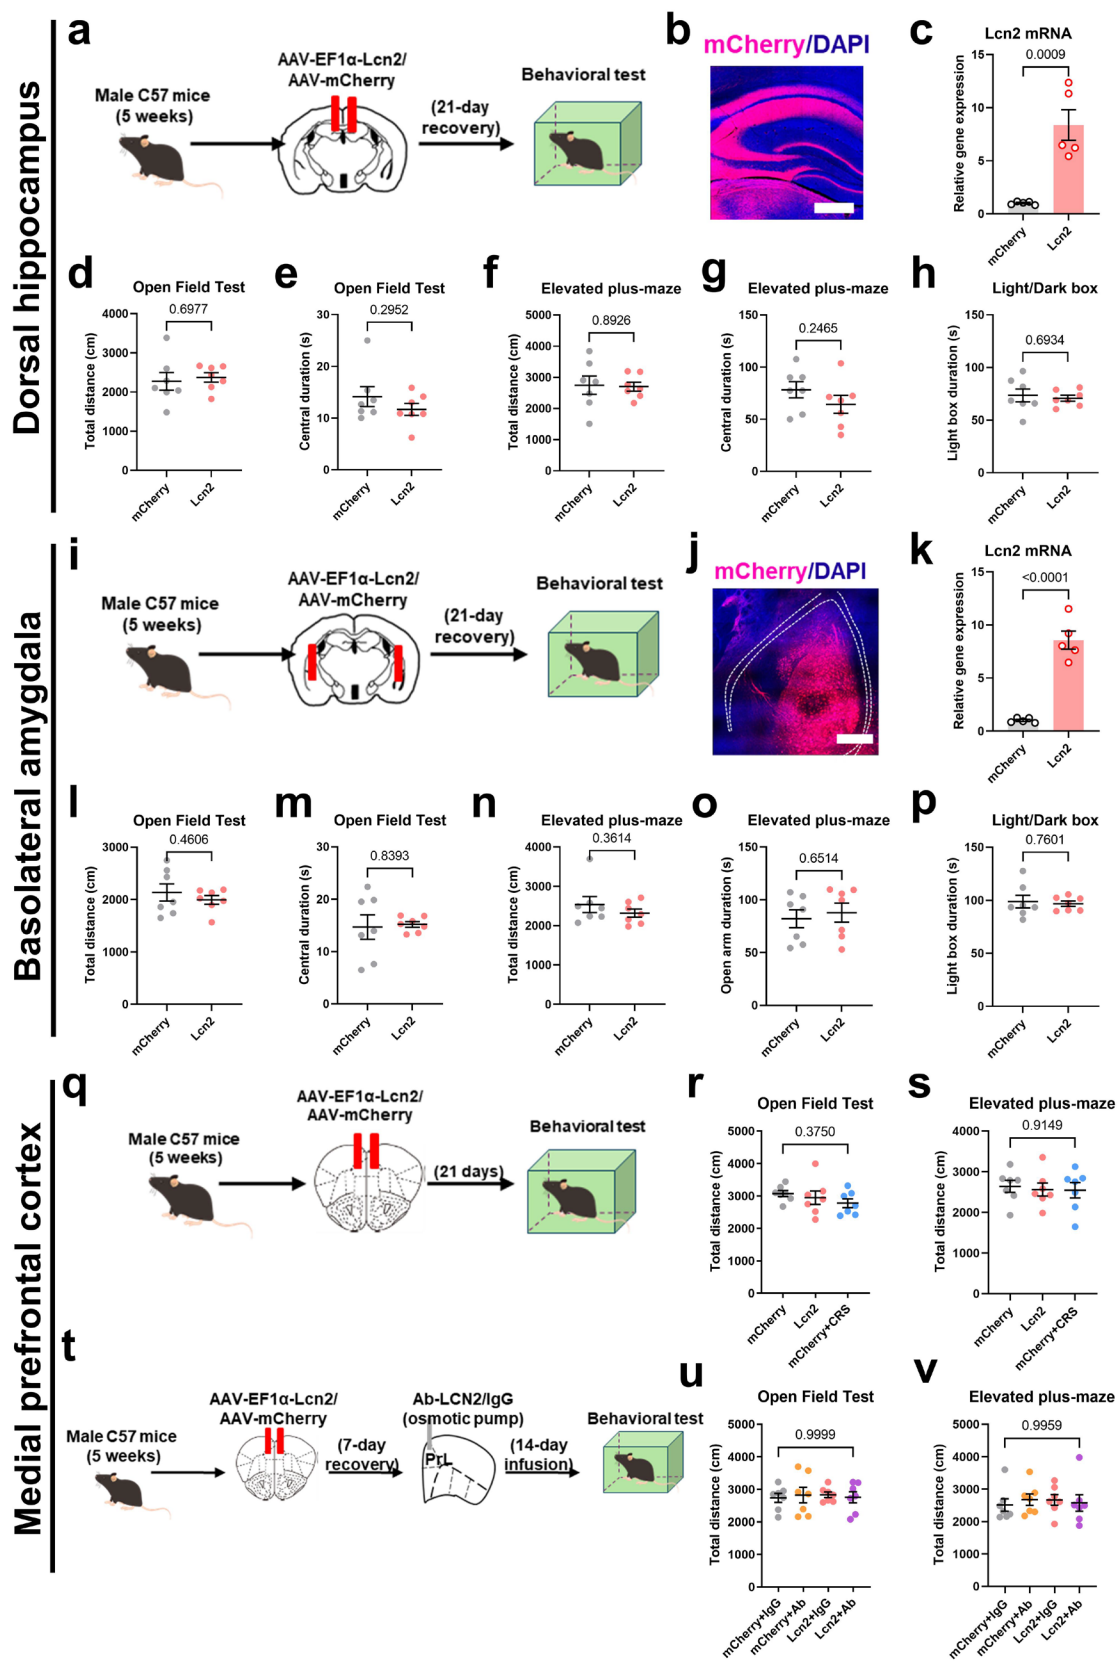 Dorsal hippocampus
a
AAV-EF1α-Lcn2/
AAV-mCherry
Male C57 mice
(5 weeks)
(21-day
recovery)
Behavioral test
b
mCherry/DAPI
c
Lcn2 mRNA
0.0009
Relative gene expression
15
10
5
0
mCherry
Lcn2
d
Open Field Test
0.6977
Total distance (cm)
4000
3000
2000
1000
0
mCherry
Lcn2
e
Open Field Test
0.2952
Central duration (s)
30
20
10
0
mCherry
Lcn2
f
Elevated plus-maze
0.8926
Total distance (cm)
5000
4000
3000
2000
1000
0
mCherry
Lcn2
g
Elevated plus-maze
0.2465
Central duration (s)
150
100
50
0
mCherry
Lcn2
h
Light/Dark box
0.6934
Light box duration (s)
150
100
50
0
mCherry
Lcn2
Basolateral amygdala
i
AAV-EF1α-Lcn2/
AAV-mCherry
Male C57 mice
(5 weeks)
(21-day
recovery)
Behavioral test
j
mCherry/DAPI
k
Lcn2 mRNA
<0.0001
Relative gene expression
15
10
5
0
mCherry
Lcn2
l
Open Field Test
0.4606
Total distance (cm)
3000
2000
1000
0
mCherry
Lcn2
m
Open Field Test
0.8393
Central duration (s)
30
20
10
0
mCherry
Lcn2
n
Elevated plus-maze
0.3614
Total distance (cm)
4000
3000
2000
1000
0
mCherry
Lcn2
o
Elevated plus-maze
0.6514
Open arm duration (s)
150
100
50
0
mCherry
Lcn2
p
Light/Dark box
0.7601
Light box duration (s)
150
100
50
0
mCherry
Lcn2
Medial prefrontal cortex
q
AAV-EF1α-Lcn2/
AAV-mCherry
Male C57 mice
(5 weeks)
(21 days)
Behavioral test
r
Open Field Test
0.3750
Total distance (cm)
5000
4000
3000
2000
1000
0
mCherry
Lcn2
mCherry+CRS
s
Elevated plus-maze
0.9149
Total distance (cm)
4000
3000
2000
1000
0
mCherry
Lcn2
mCherry+CRS
t
AAV-EF1α-Lcn2/
AAV-mCherry
Male C57 mice
(5 weeks)
(7-day
recovery)
Ab-LCN2/IgG
(osmotic pump)
PrL
(14-day
infusion)
Behavioral test
u
Open Field Test
0.9999
Total distance (cm)
5000
4000
3000
2000
1000
0
mCherry+IgG
mCherry+Ab
Lcn2+IgG
Lcn2+Ab
v
Elevated plus-maze
0.9959
Total distance (cm)
5000
4000
3000
2000
1000
0
mCherry+IgG
mCherry+Ab
Lcn2+IgG
Lcn2+Ab